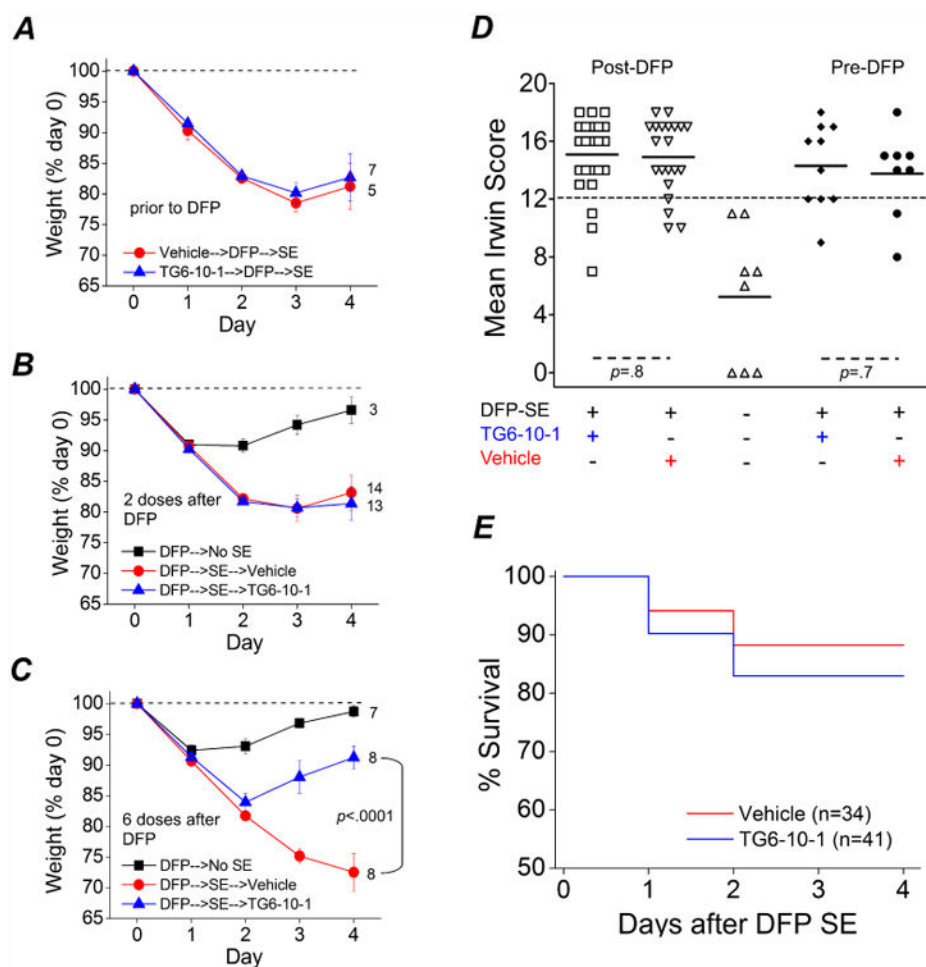 A
Weight (% day 0)
100
95
90
85
80
75
70
65
7
5
prior to DFP
Vehicle-->DFP-->SE
TG6-10-1-->DFP-->SE
0 1 2 3 4
Day
B
Weight (% day 0)
100
95
90
85
80
75
70
65
3
14
13
2 doses after
DFP
DFP-->No SE
DFP-->SE-->Vehicle
DFP-->SE-->TG6-10-1
0 1 2 3 4
Day
C
Weight (% day 0)
100
95
90
85
80
75
70
65
7
8
p<.0001
8
6 doses after
DFP
DFP-->No SE
DFP-->SE-->Vehicle
DFP-->SE-->TG6-10-1
0 1 2 3 4
Day
D
Post-DFP Pre-DFP
Mean Irwin Score
20
16
12
8
4
0
p=.8 p=.7
DFP-SE + + - + +
TG6-10-1 + - - + -
Vehicle - + - - +
E
% Survival
100
90
80
70
60
50
Vehicle (n=34)
TG6-10-1 (n=41)
0 1 2 3 4
Days after DFP SE